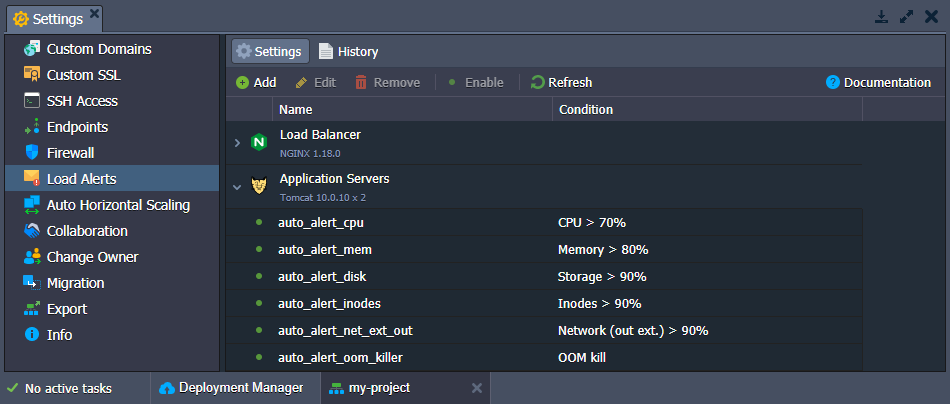 Settings
Custom Domains
Custom SSL
SSH Access
Endpoints
Firewall
Load Alerts
Auto Horizontal Scaling
Collaboration
Change Owner
Migration
Export
Info
Settings History
Add Edit Remove Enable Refresh Documentation
Name Condition
Load Balancer
NGINX 1.18.0
Application Servers
Tomcat 10.0.10 x 2
auto_alert_cpu CPU > 70%
auto_alert_mem Memory > 80%
auto_alert_disk Storage > 90%
auto_alert_inodes Inodes > 90%
auto_alert_net_ext_out Network (out ext.) > 90%
auto_alert_oom_killer OOM kill
No active tasks Deployment Manager my-project